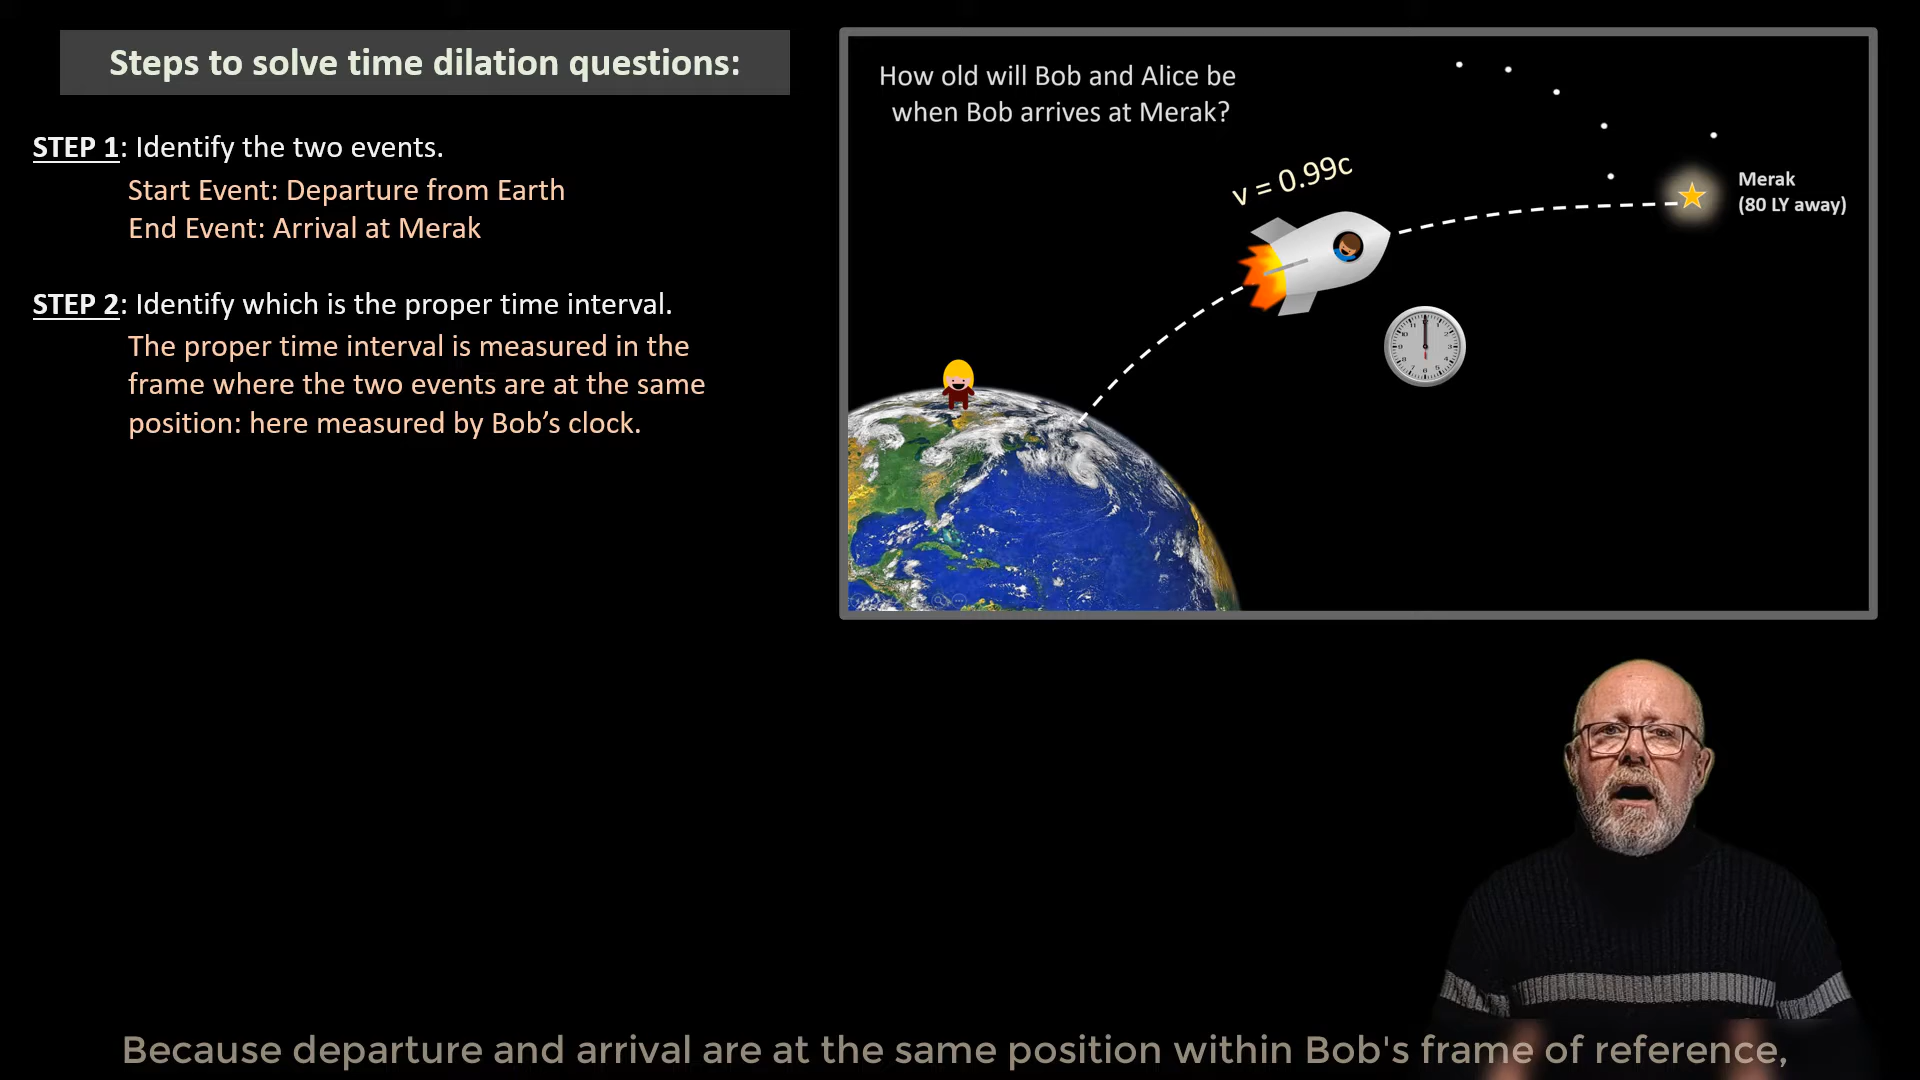 Steps to solve time dilation questions:
STEP 1: Identify the two events.
Start Event: Departure from Earth
End Event: Arrival at Merak
STEP 2: Identify which is the proper time interval.
The proper time interval is measured in the
frame where the two events are at the same
position: here measured by Bob’s clock.
How old will Bob and Alice be
when Bob arrives at Merak?
v = 0.99c
Merak
(80 LY away)
Because departure and arrival are at the same position within Bob's frame of reference,